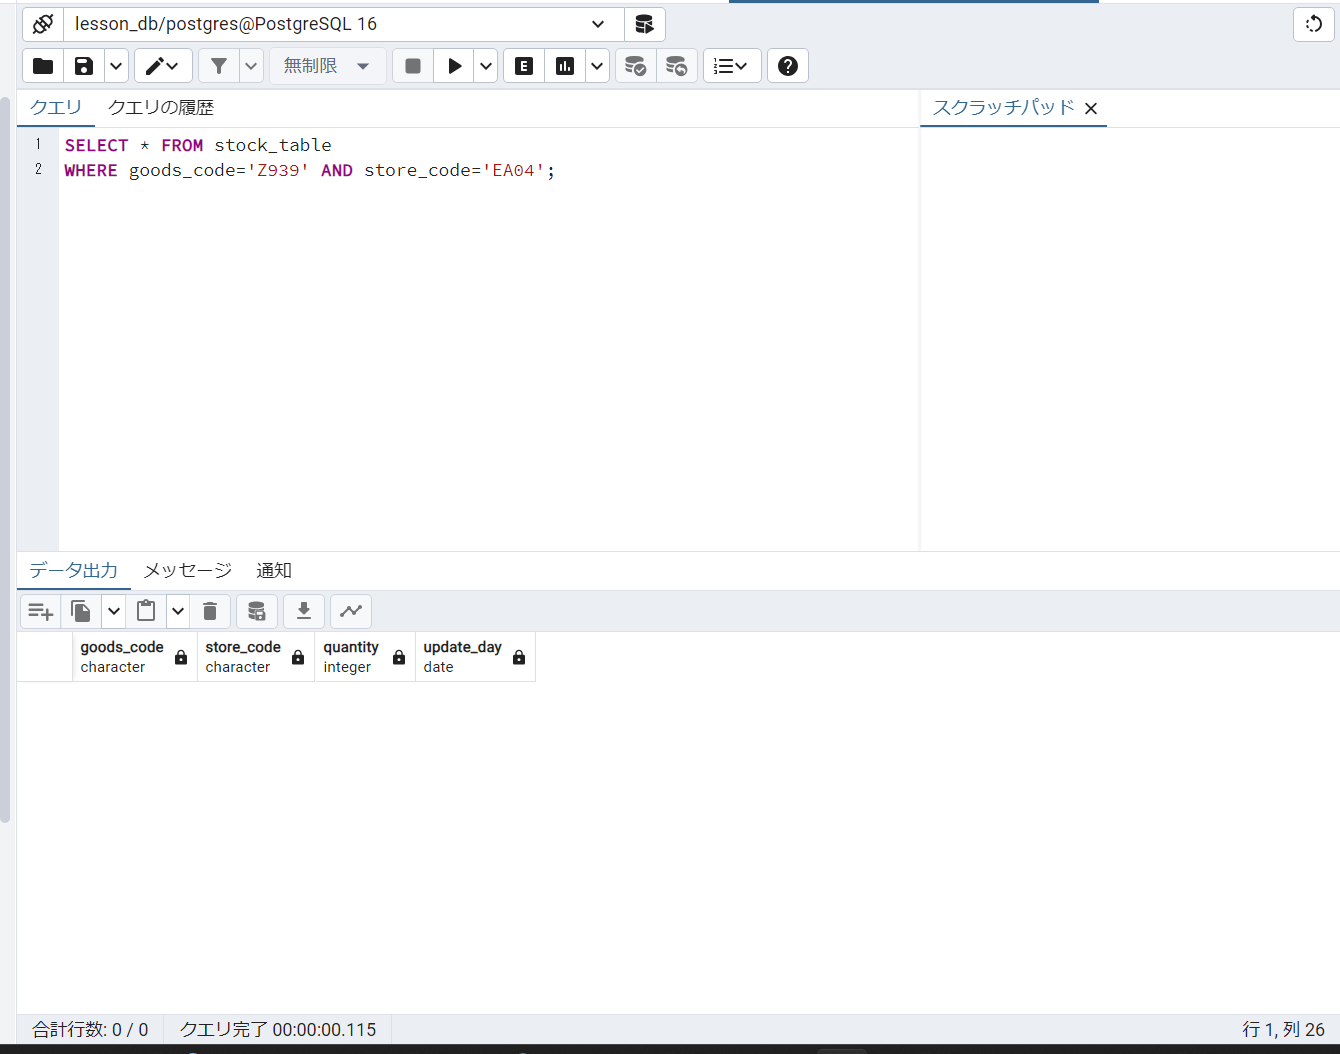 lesson_db/postgres@PostgreSQL 16
無制限
E
クエリ クエリの履歴
スクラッチパッド
1 SELECT * FROM stock_table
2 WHERE goods_code='Z939' AND store_code='EA04';
データ出力 メッセージ 通知
goods_code store_code quantity update_day
character character integer date
合計行数: 0 / 0 クエリ完了 00:00:00.115 行 1, 列 26